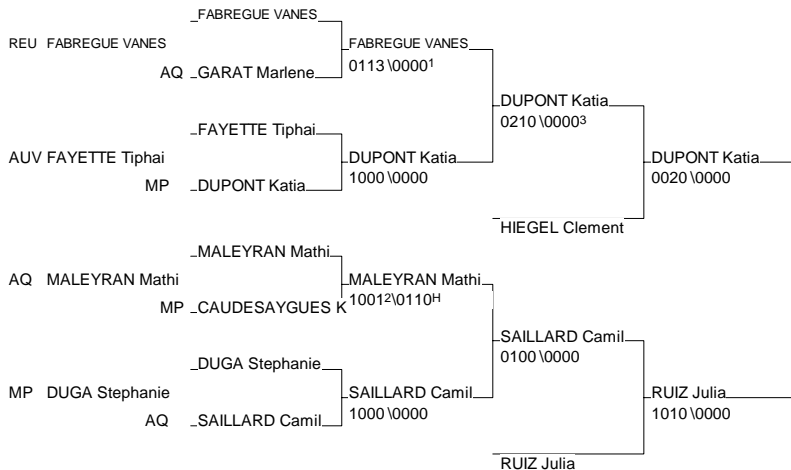 FABREGUE VANES
REU FABREGUE VANES FABREGUE VANES
0113\0000¹
AQ GARAT Marlene
DUPONT Katia
0210\0000³
FAYETTE Tiphai
AUV FAYETTE Tiphai DUPONT Katia DUPONT Katia
1000\0000 0020\0000
MP DUPONT Katia
HIEGEL Clement
MALEYRAN Mathi
AQ MALEYRAN Mathi MALEYRAN Mathi
1001²\0110ᴴ
MP CAUDESAYGUES K
SAILLARD Camil
0100\0000
DUGA Stephanie
MP DUGA Stephanie SAILLARD Camil RUIZ Julia
1000\0000 1010\0000
AQ SAILLARD Camil
RUIZ Julia